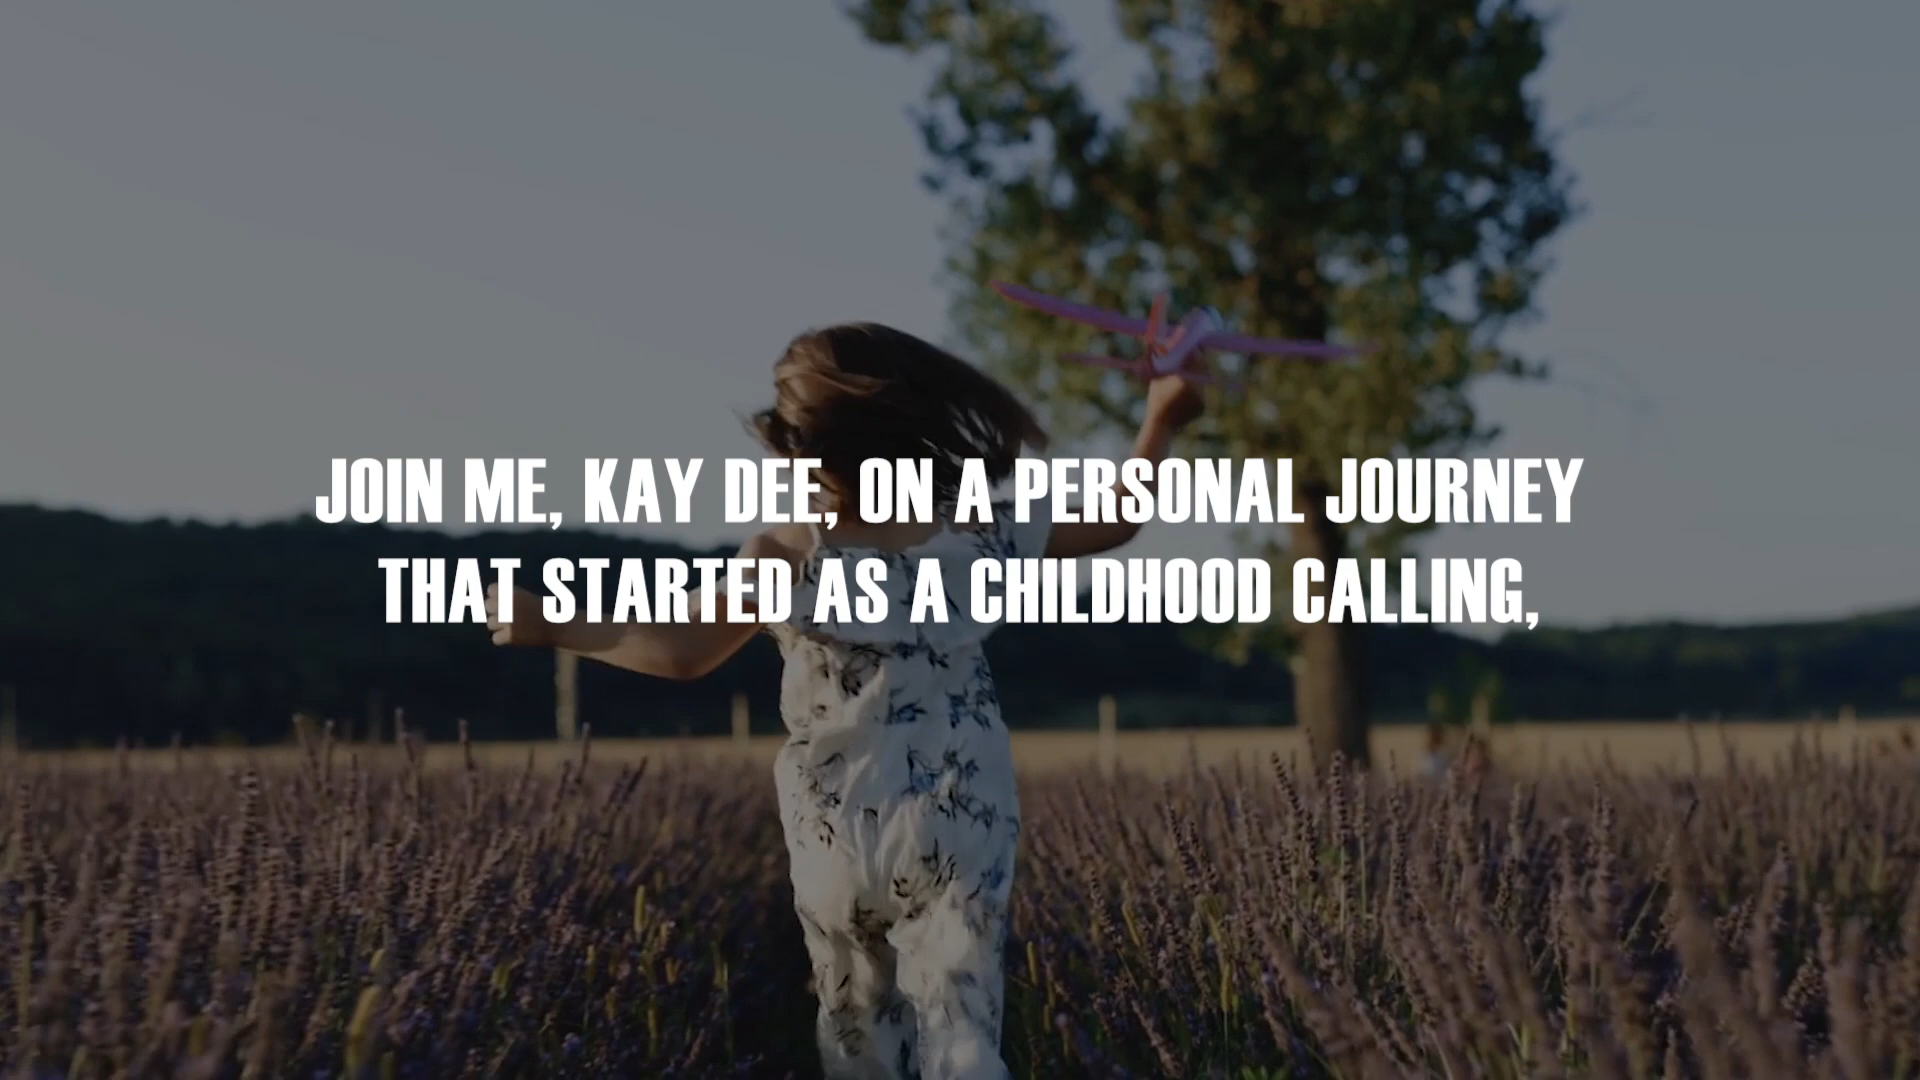 JOIN ME, KAY DEE, ON A PERSONAL JOURNEY
THAT STARTED AS A CHILDHOOD CALLING,